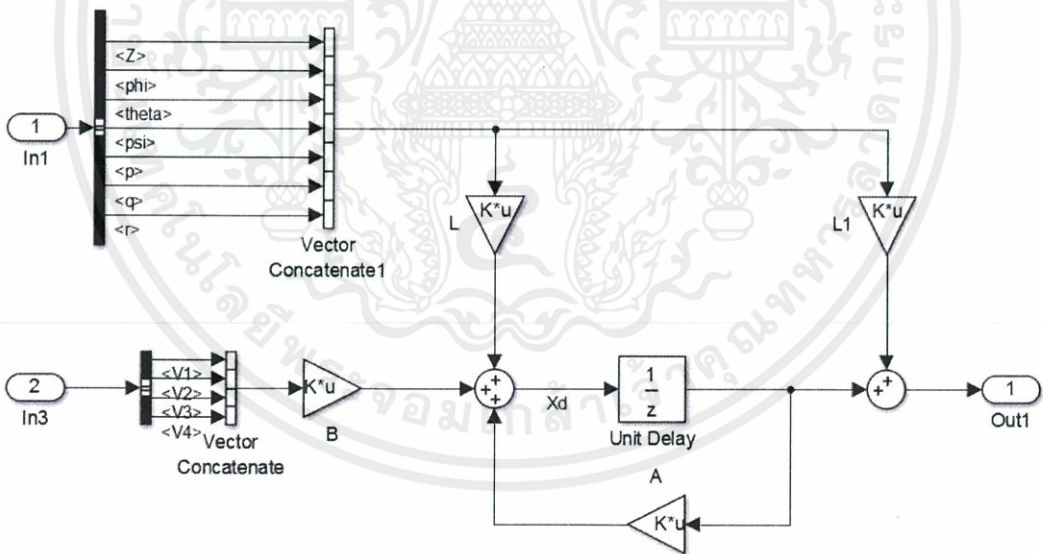 <Z>
<phi>
<theta>
<psi>
<p>
<q>
<r>
1
In1
Vector
Concatenate1
K*u
L
K*u
L1
2
In3
<V1>
<V2>
<V3>
<V4>
Vector
Concatenate
K*u
B
+
+
+
Xd
1
z
Unit Delay
A
K*u
+
+
1
Out1